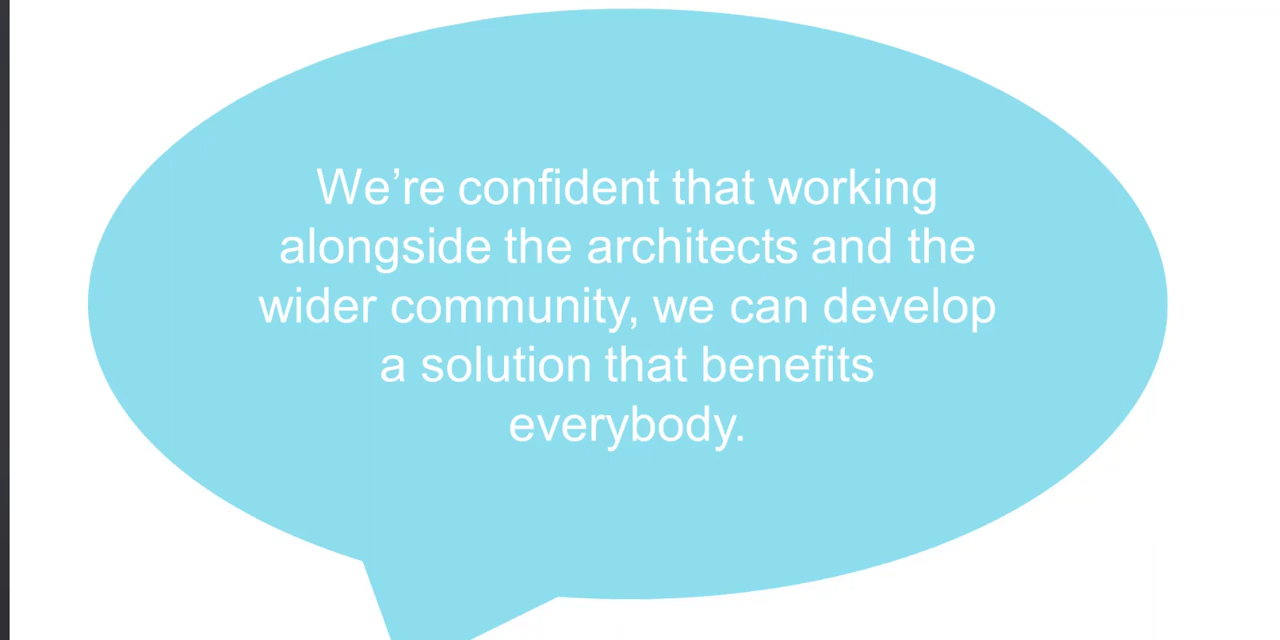 We’re confident that working
alongside the architects and the
wider community, we can develop
a solution that benefits
everybody.